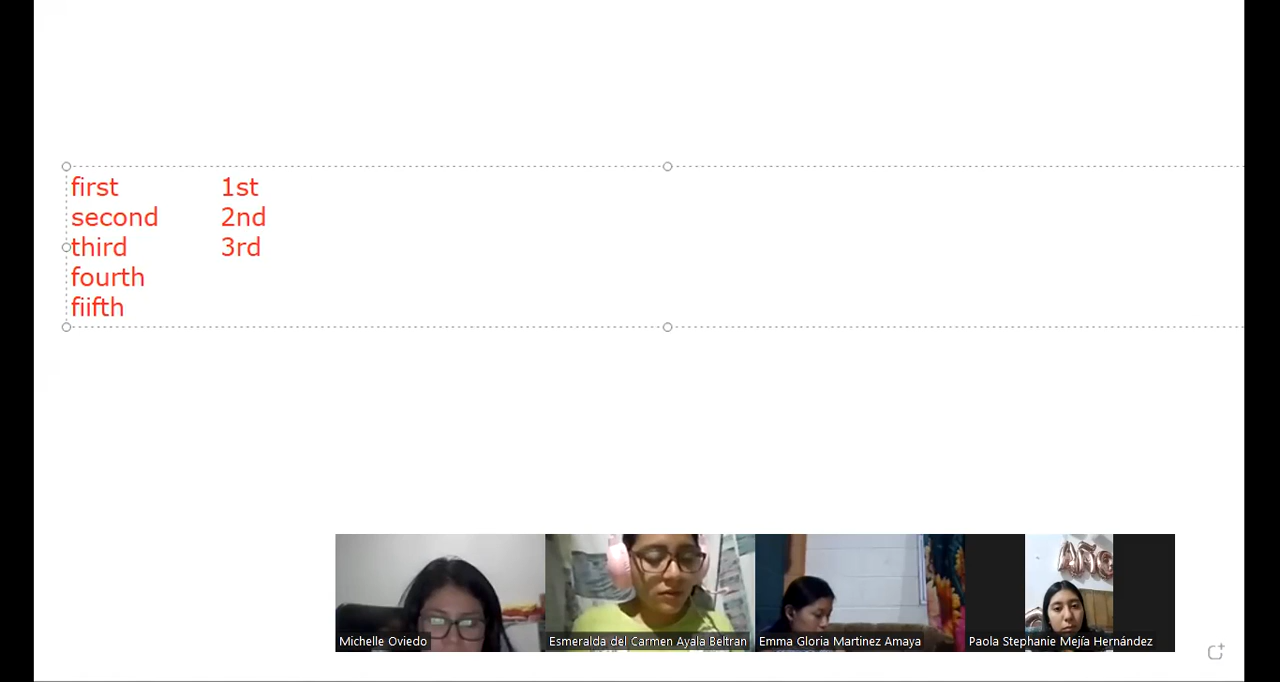 first 1st
second 2nd
third 3rd
fourth
fiifth
AÑO
Michelle Oviedo
Esmeralda del Carmen Ayala Beltran
Emma Gloria Martinez Amaya
Paola Stephanie Mejía Hernández